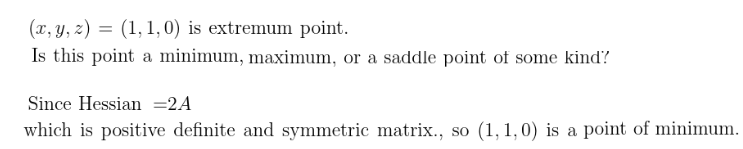 (x, y, z) = (1, 1, 0) is extremum point.
Is this point a minimum, maximum, or a saddle point of some kind?
Since Hessian =2A
which is positive definite and symmetric matrix., so (1, 1, 0) is a point of minimum.